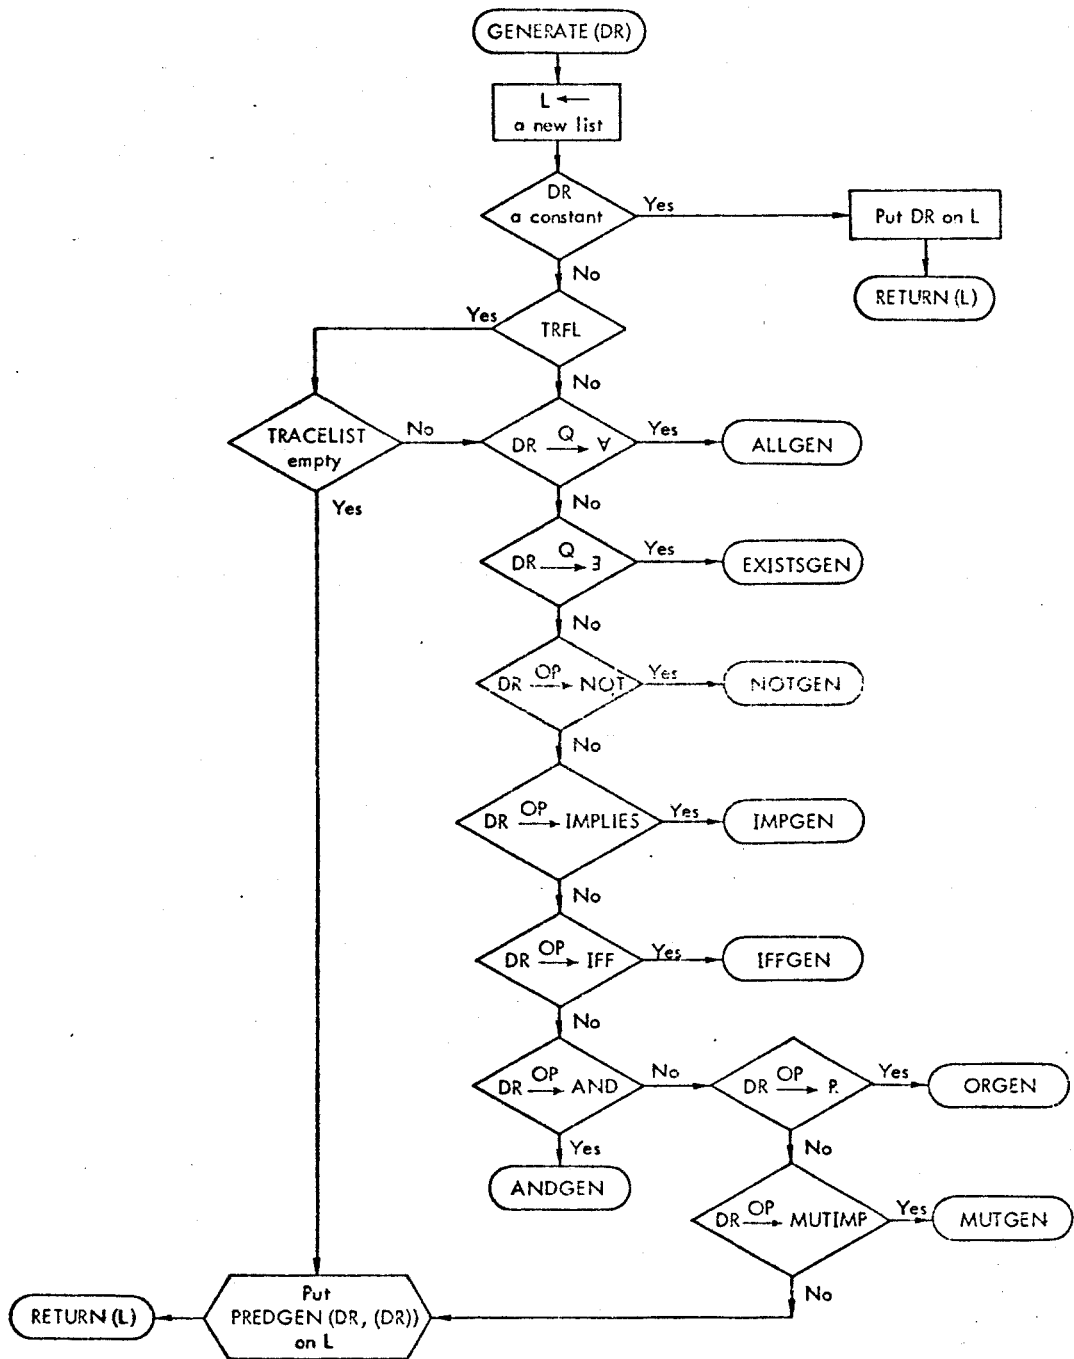 GENERATE (DR)
L ←
a new list
DR
a constant
Yes
Put DR on L
RETURN (L)
No
TRFL
Yes
No
TRACELIST
empty
No
Yes
DR Q → ∀
Yes
ALLGEN
No
DR Q → ∃
Yes
EXISTSGEN
No
DR OP → NOT
Yes
NOTGEN
No
DR OP → IMPLIES
Yes
IMPGEN
No
DR OP → IFF
Yes
IFFGEN
No
DR OP → AND
No
DR OP →
Yes
ORGEN
Yes
ANDGEN
No
DR OP → MUTIMP
Yes
MUTGEN
No
Put
PREDGEN (DR, (DR))
on L
RETURN (L)